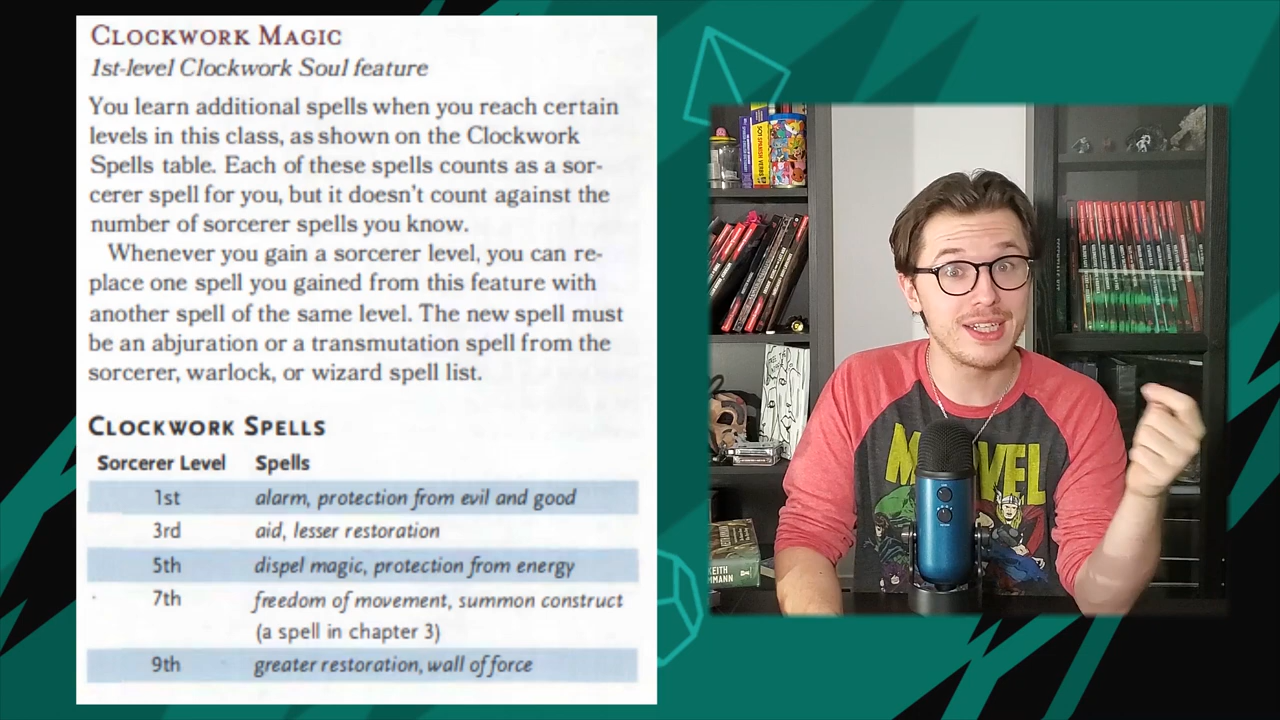 CLOCKWORK MAGIC
1st-level Clockwork Soul feature
You learn additional spells when you reach certain
levels in this class, as shown on the Clockwork
Spells table. Each of these spells counts as a sor-
cerer spell for you, but it doesn't count against the
number of sorcerer spells you know.
Whenever you gain a sorcerer level, you can re-
place one spell you gained from this feature with
another spell of the same level. The new spell must
be an abjuration or a transmutation spell from the
sorcerer, warlock, or wizard spell list.
CLOCKWORK SPELLS
Sorcerer Level Spells
1st alarm, protection from evil and good
3rd aid, lesser restoration
5th dispel magic, protection from energy
7th freedom of movement, summon construct
(a spell in chapter 3)
9th greater restoration, wall of force
501 SPANISH VERBS
MARVEL
KEITH